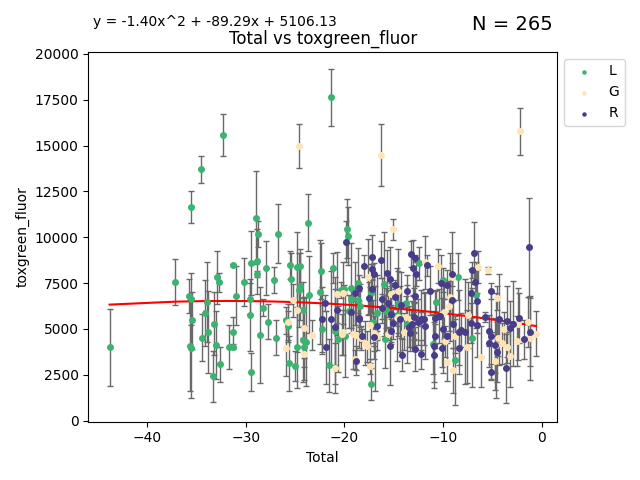 y = -1.40x^2 + -89.29x + 5106.13
N = 265
Total vs toxgreen_fluor
20000
17500
15000
12500
10000
7500
5000
2500
0
toxgreen_fluor
−40
−30
−20
−10
0
Total
L
G
R